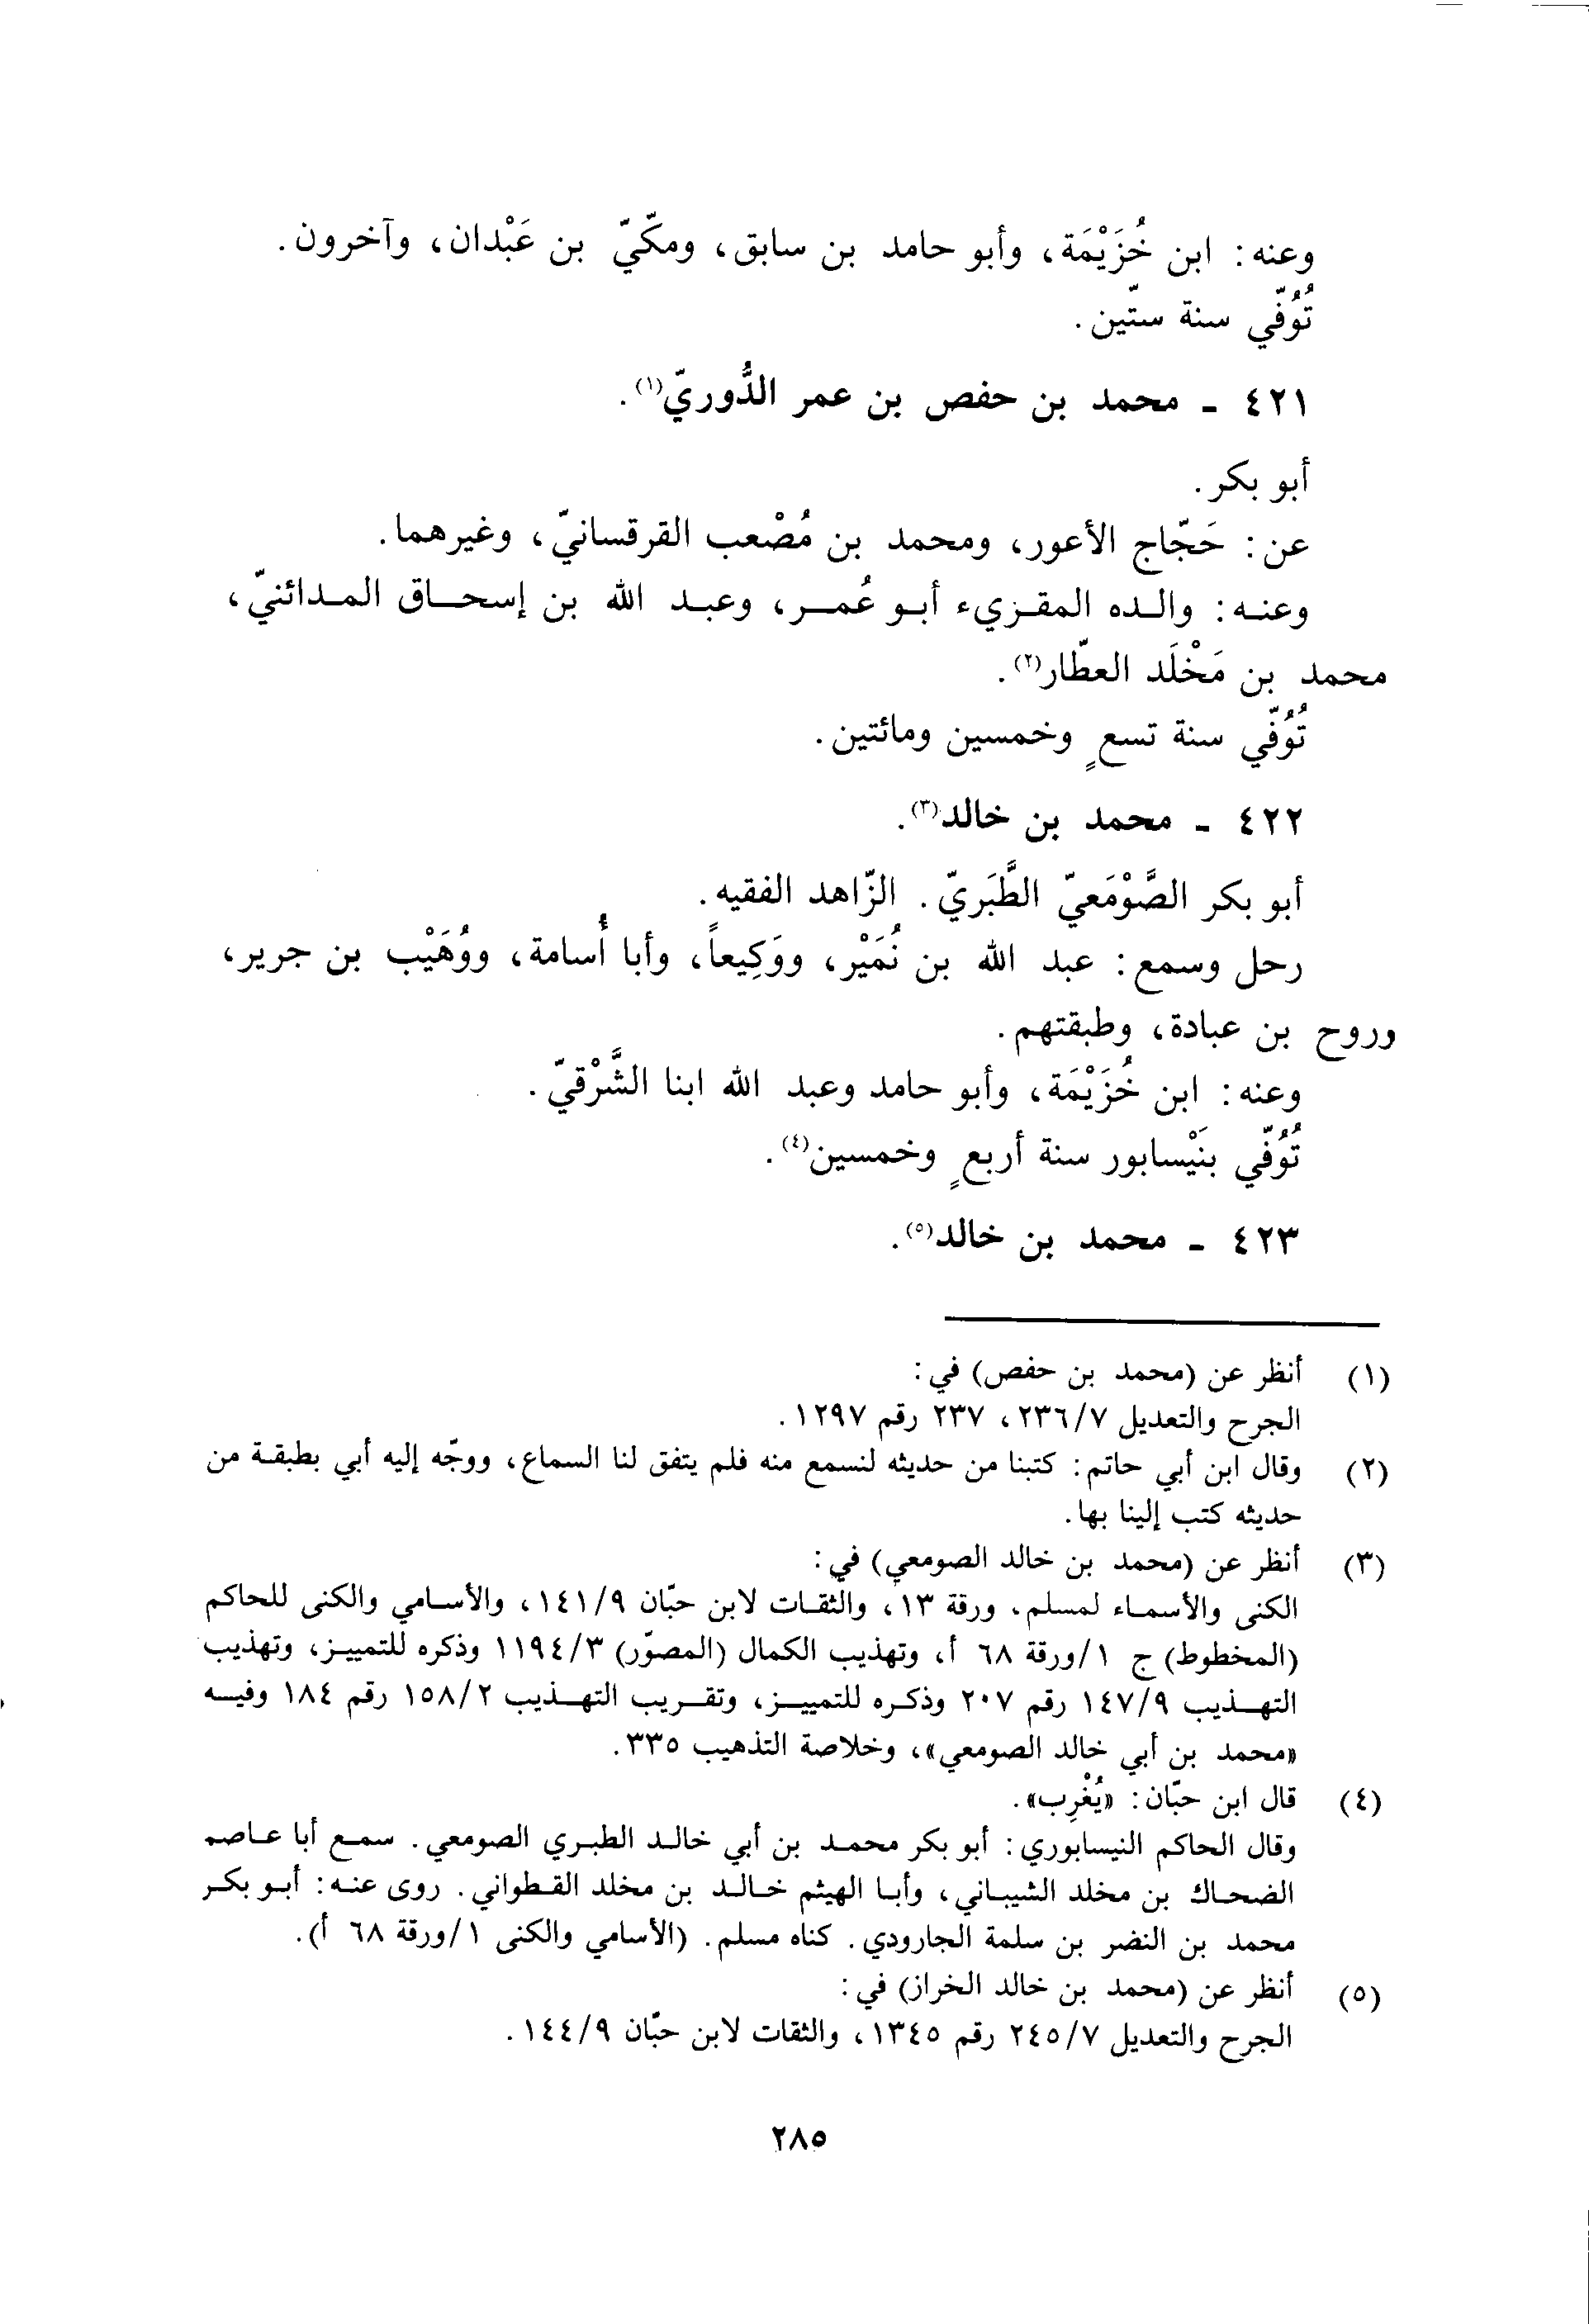 وعنه: ابن خُزَيْمَة، وأبو حامد بن سابق، ومكّيّ بن عَبْدان، وآخرون.
تُوُفّي سنة ستّين.
٤٢١ - محمد بن حفص بن عمر الدُّوريّ(١).
أبو بكر.
عن: حَجّاج الأعور، ومحمد بن مُصْعب القرقسانيّ، وغيرهما.
وعنه: والده المقزيء أبو عُمر، وعبد الله بن إسحاق المدائنيّ،
محمد بن مَخْلَد العطّار(٢).
تُوُفّي سنة تسعٍ وخمسين ومائتين.
٤٢٢ - محمد بن خالد(٣).
أبو بكر الصَّوْمَعيّ الطَّبَريّ. الزّاهد الفقيه.
رحل وسمع: عبد الله بن نُمَيْر، ووَكِيعاً، وأبا أُسامة، ووُهَيْب بن جرير،
وروح بن عبادة، وطبقتهم.
وعنه: ابن خُزَيْمَة، وأبو حامد وعبد الله ابنا الشَّرْقيّ.
تُوُفّي بنَيْسابور سنة أربعٍ وخمسين(٤).
٤٢٣ - محمد بن خالد(٥).
(١) أنظر عن (محمد بن حفص) في:
الجرح والتعديل ٢٣٦/٧، ٢٣٧ رقم ١٢٩٧.
(٢) وقال ابن أبي حاتم: كتبنا من حديثه لنسمع منه فلم يتفق لنا السماع، ووجّه إليه أبي بطبقة من
حديثه كتب إلينا بها.
(٣) أنظر عن (محمد بن خالد الصومعي) في:
الكنى والأسماء لمسلم، ورقة ١٣، والثقات لابن حبّان ١٤١/٩، والأسامي والكنى للحاكم
(المخطوط) ج ١/ورقة ٦٨ أ، وتهذيب الكمال (المصوّر) ١١٩٤/٣ وذكره للتمييز، وتهذيب
التهذيب ١٤٧/٩ رقم ٢٠٧ وذكره للتمييز، وتقريب التهذيب ١٥٨/٢ رقم ١٨٤ وفيه
«محمد بن أبي خالد الصومعي»، وخلاصة التذهيب ٣٣٥.
(٤) قال ابن حبّان: «يُغْرِب».
وقال الحاكم النيسابوري: أبو بكر محمد بن أبي خالد الطبري الصومعي. سمع أبا عاصم
الضحاك بن مخلد الشيباني، وأبا الهيثم خالد بن مخلد القطواني. روى عنه: أبو بكر
محمد بن النضر بن سلمة الجارودي. كناه مسلم. (الأسامي والكنى ١/ورقة ٦٨ أ).
(٥) أنظر عن (محمد بن خالد الخراز) في:
الجرح والتعديل ٢٤٥/٧ رقم ١٣٤٥، والثقات لابن حبّان ١٤٤/٩.
٢٨٥